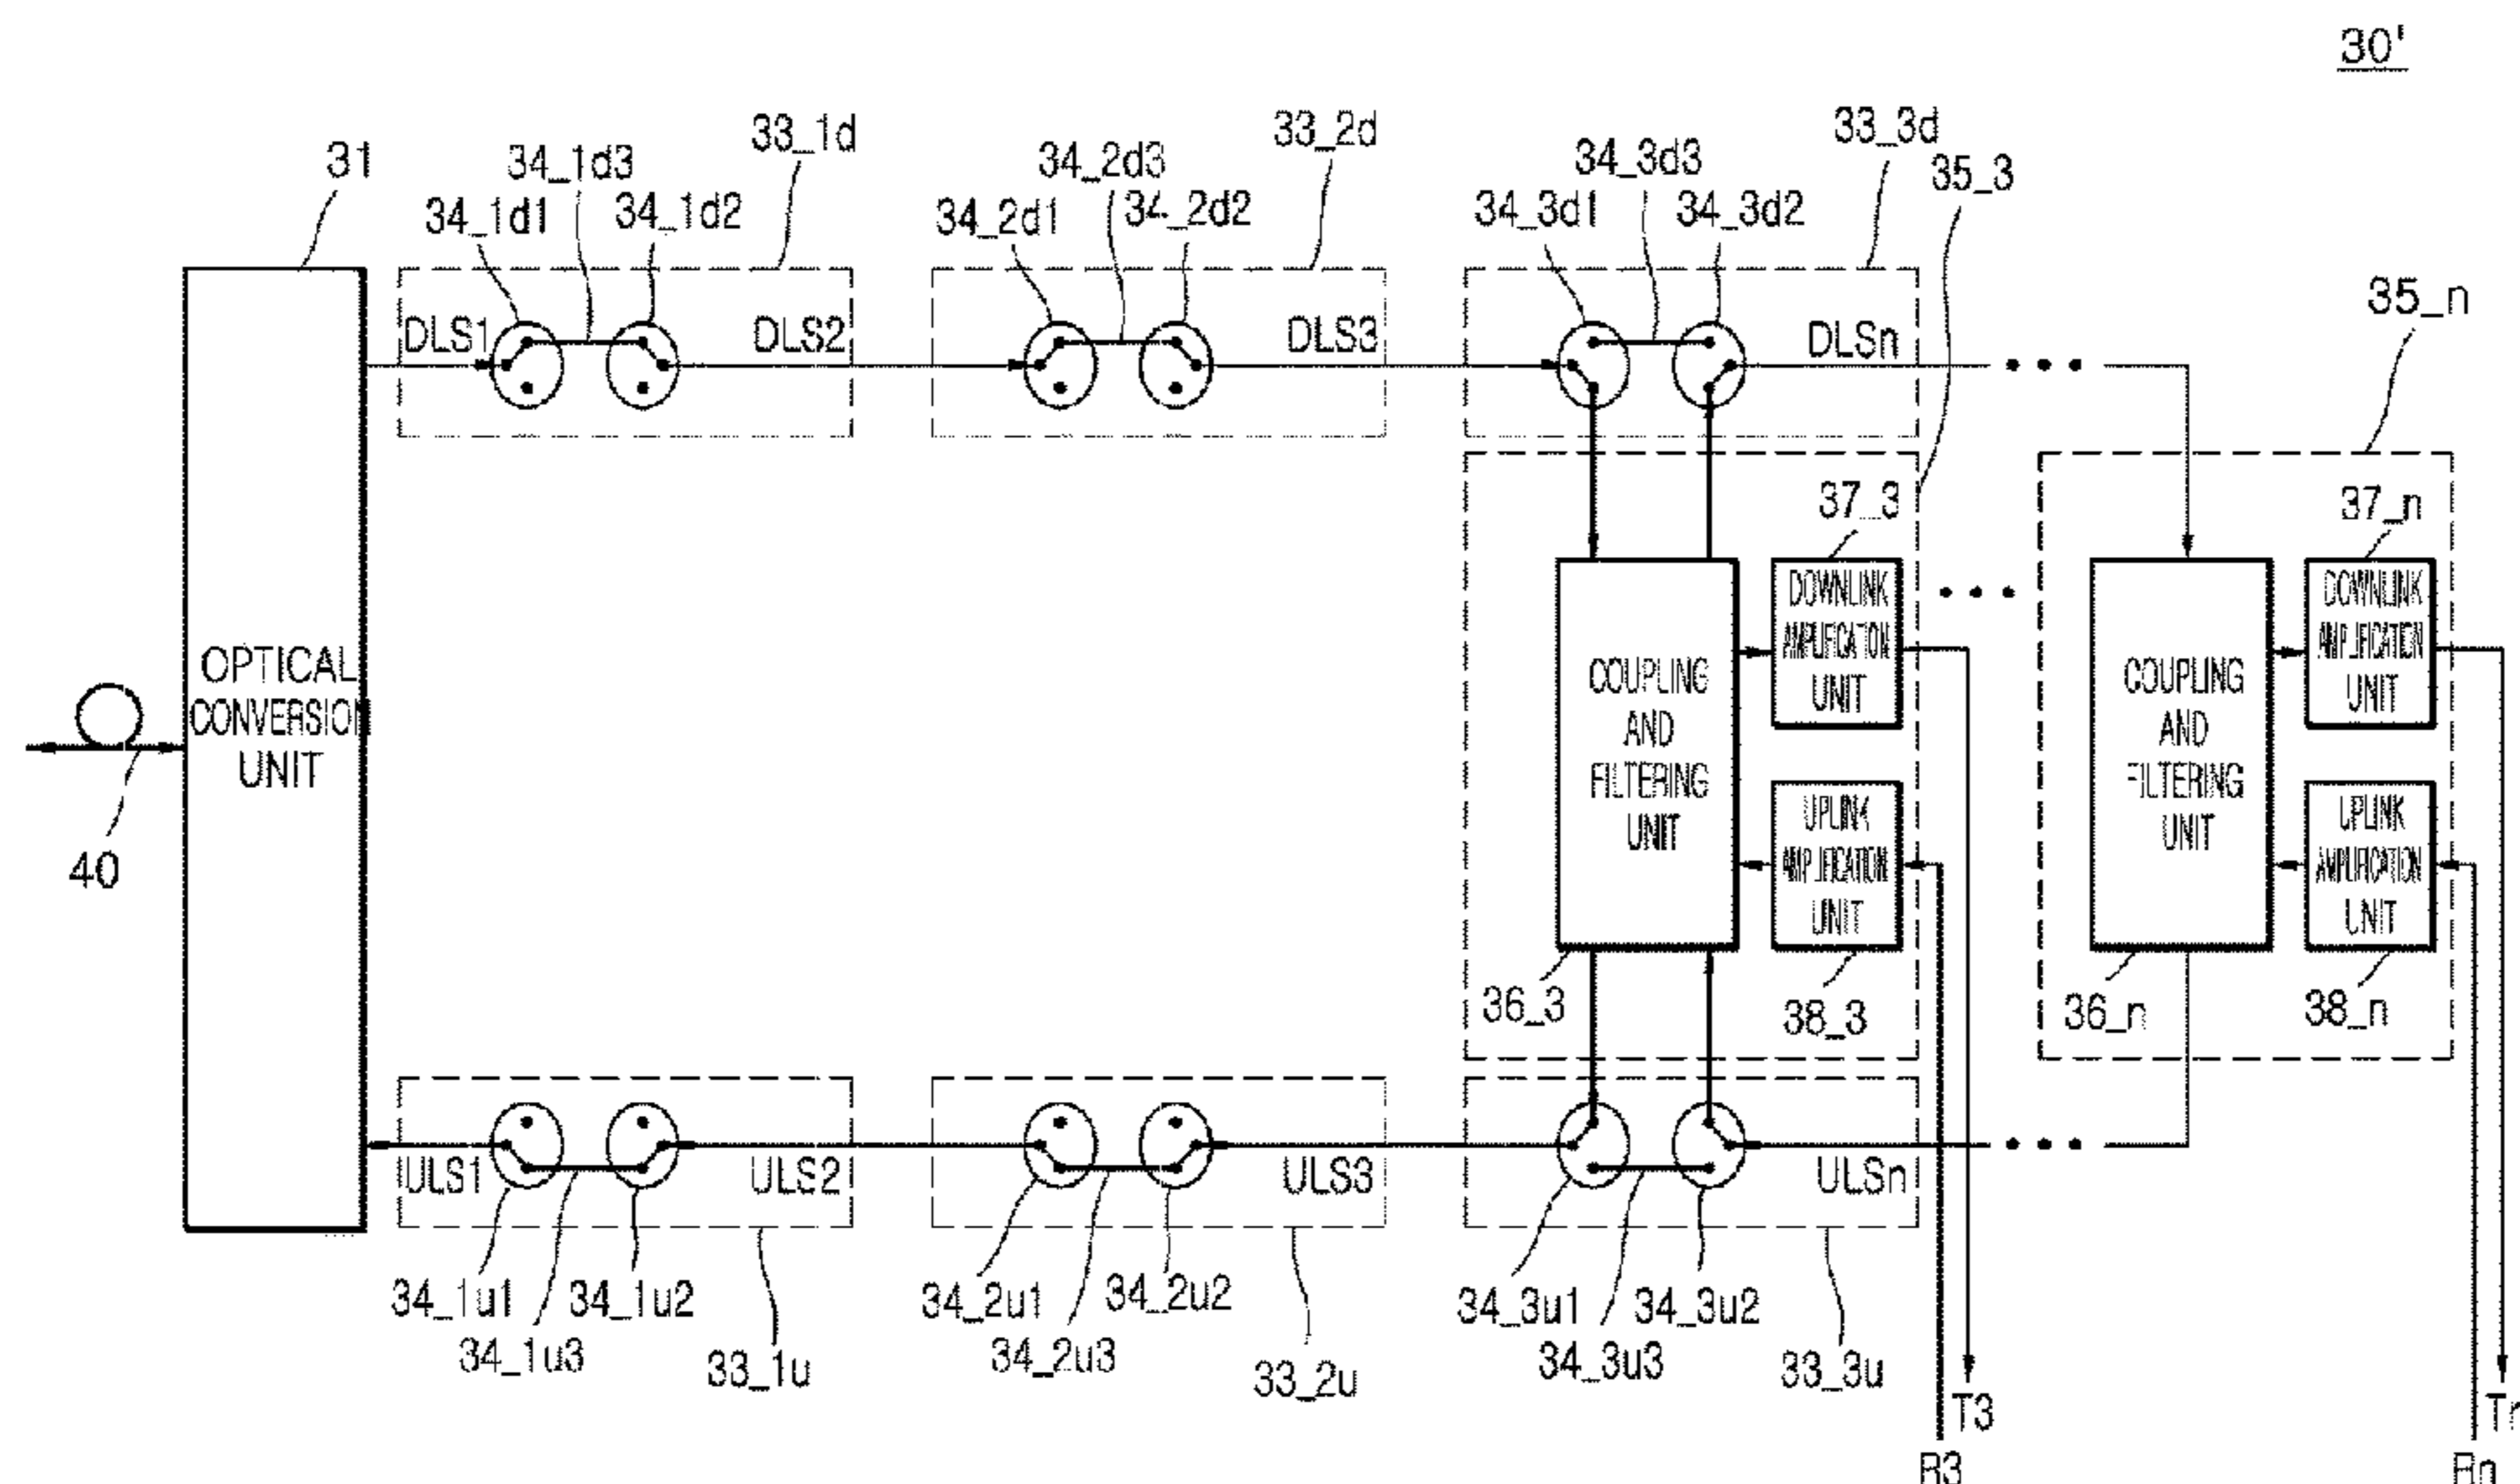 30'
31
34_1d1
34_1d3
34_1d2
33_1d
34_2d1
34_2d3
34_2d2
33_2d
34_3d1
34_3d3
34_3d2
33_3d
35_3
35_n
DLS1
DLS2
DLS3
DLSn
37_3
37_n
OPTICAL
CONVERSION
UNIT
40
COUPLING
AND
FILTERING
UNIT
DOWNLINK
AMPLIFICATION
UNIT
UPLINK
AMPLIFICATION
UNIT
COUPLING
AND
FILTERING
UNIT
DOWNLINK
AMPLIFICATION
UNIT
UPLINK
AMPLIFICATION
UNIT
36_3
38_3
36_n
38_n
ULS1
ULS2
ULS3
ULSn
34_1u1
34_1u3
34_1u2
33_1u
34_2u1
34_2u3
34_2u2
33_2u
34_3u1
34_3u3
34_3u2
33_3u
T3
R3
Rn